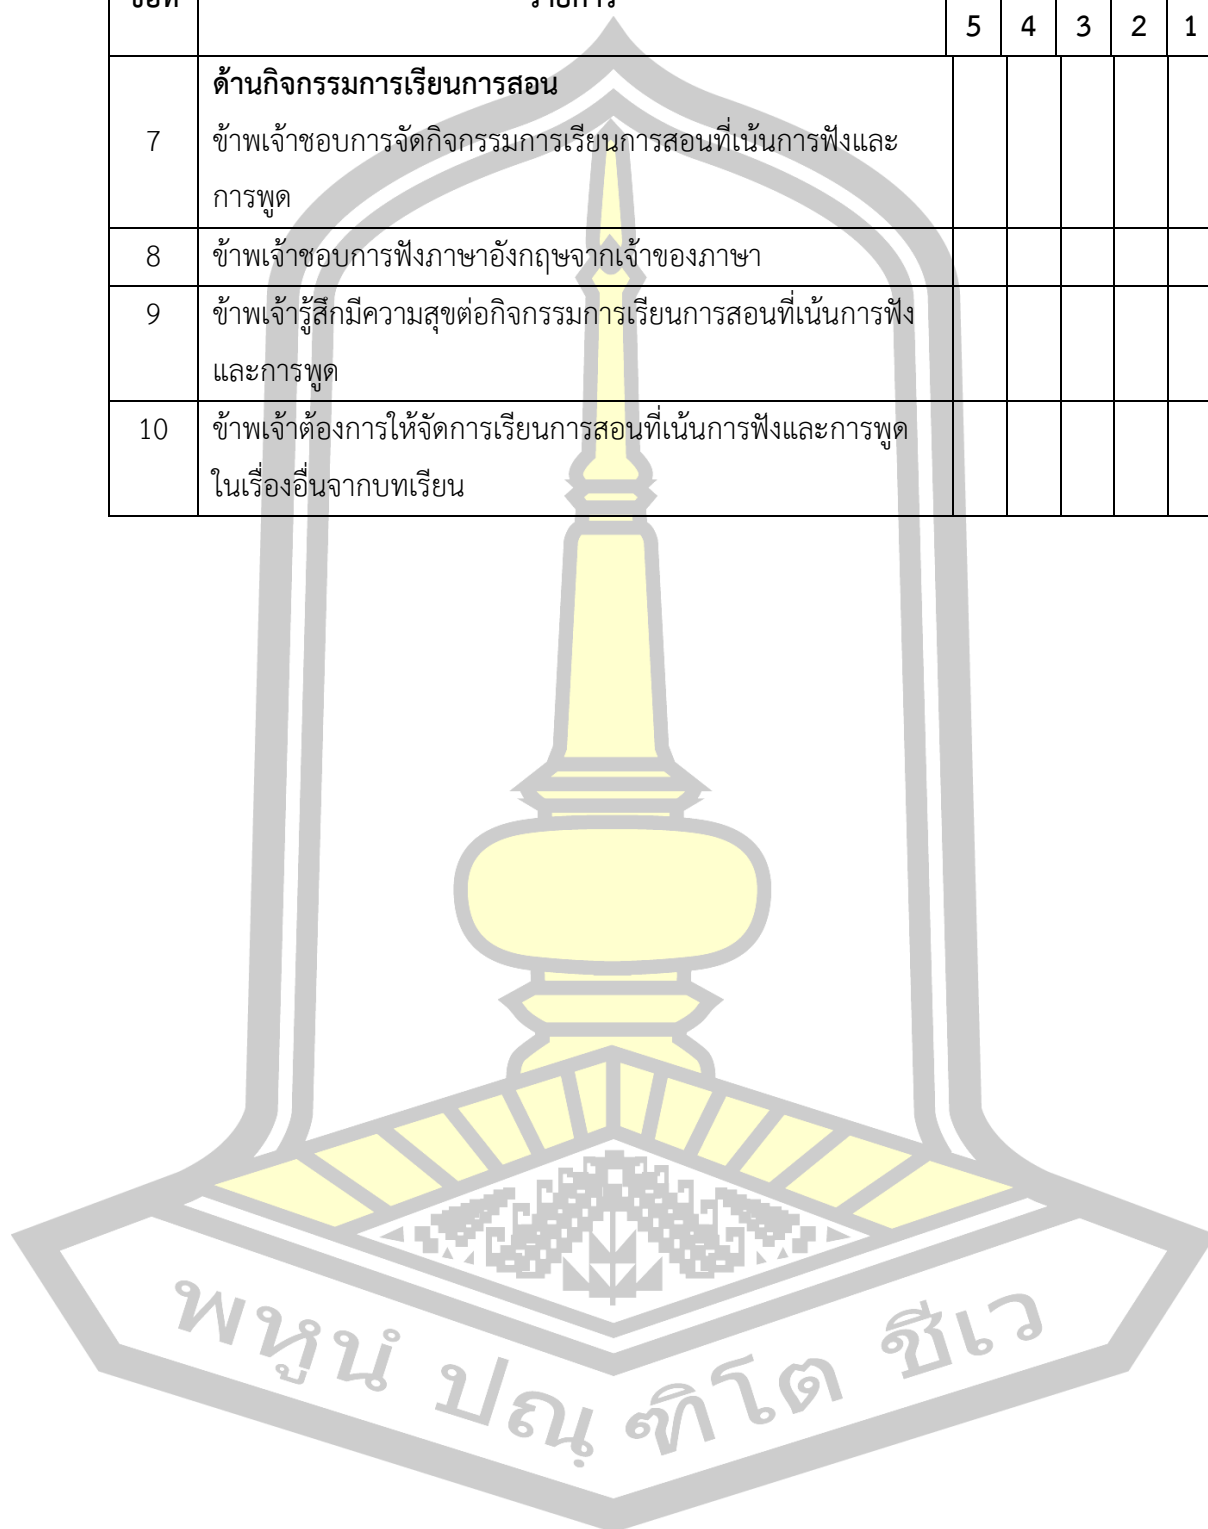 ข้อที่ รายการ
5 4 3 2 1
ด้านกิจกรรมการเรียนการสอน
7 ข้าพเจ้าชอบการจัดกิจกรรมการเรียนการสอนที่เน้นการฟังและ
การพูด
8 ข้าพเจ้าชอบการฟังภาษาอังกฤษจากเจ้าของภาษา
9 ข้าพเจ้ารู้สึกมีความสุขต่อกิจกรรมการเรียนการสอนที่เน้นการฟัง
และการพูด
10 ข้าพเจ้าต้องการให้จัดการเรียนการสอนที่เน้นการฟังและการพูด
ในเรื่องอื่นจากบทเรียน
พหูนํ ปณฺฑิโต ชีเว